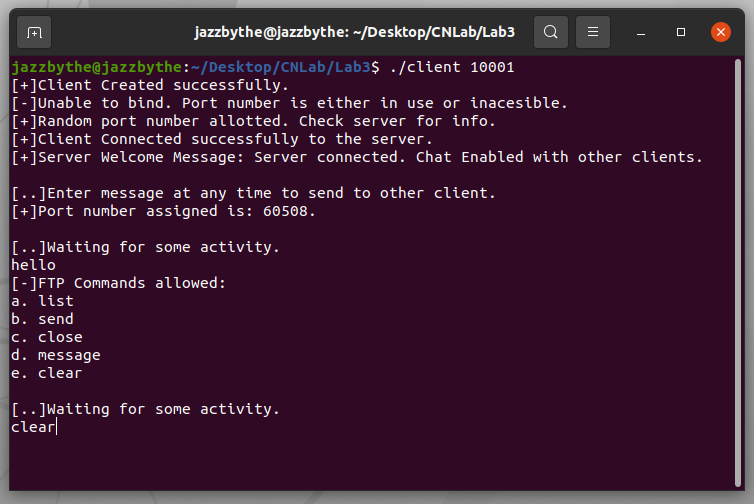 jazzbythe@jazzbythe: ~/Desktop/CNLab/Lab3
jazzbythe@jazzbythe:~/Desktop/CNLab/Lab3$ ./client 10001
[+]Client Created successfully.
[-]Unable to bind. Port number is either in use or inacesible.
[+]Random port number allotted. Check server for info.
[+]Client Connected successfully to the server.
[+]Server Welcome Message: Server connected. Chat Enabled with other clients.
[..]Enter message at any time to send to other client.
[+]Port number assigned is: 60508.
[..]Waiting for some activity.
hello
[-]FTP Commands allowed:
a. list
b. send
c. close
d. message
e. clear
[..]Waiting for some activity.
clear